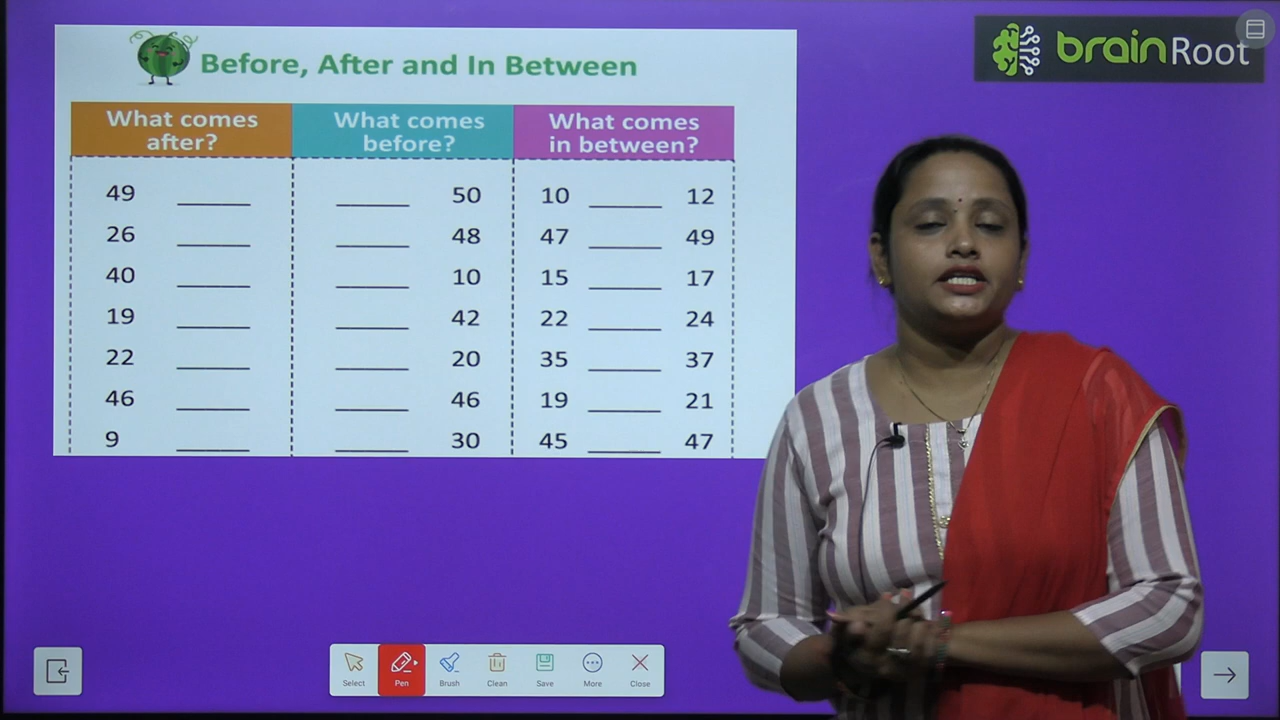 brainRoot
Before, After and In Between
What comes after?
What comes before?
What comes in between?
49 ______ ______ 50 10 ______ 12
26 ______ ______ 48 47 ______ 49
40 ______ ______ 10 15 ______ 17
19 ______ ______ 42 22 ______ 24
22 ______ ______ 20 35 ______ 37
46 ______ ______ 46 19 ______ 21
9 ______ ______ 30 45 ______ 47
Select Pen Brush Clean Save More Close